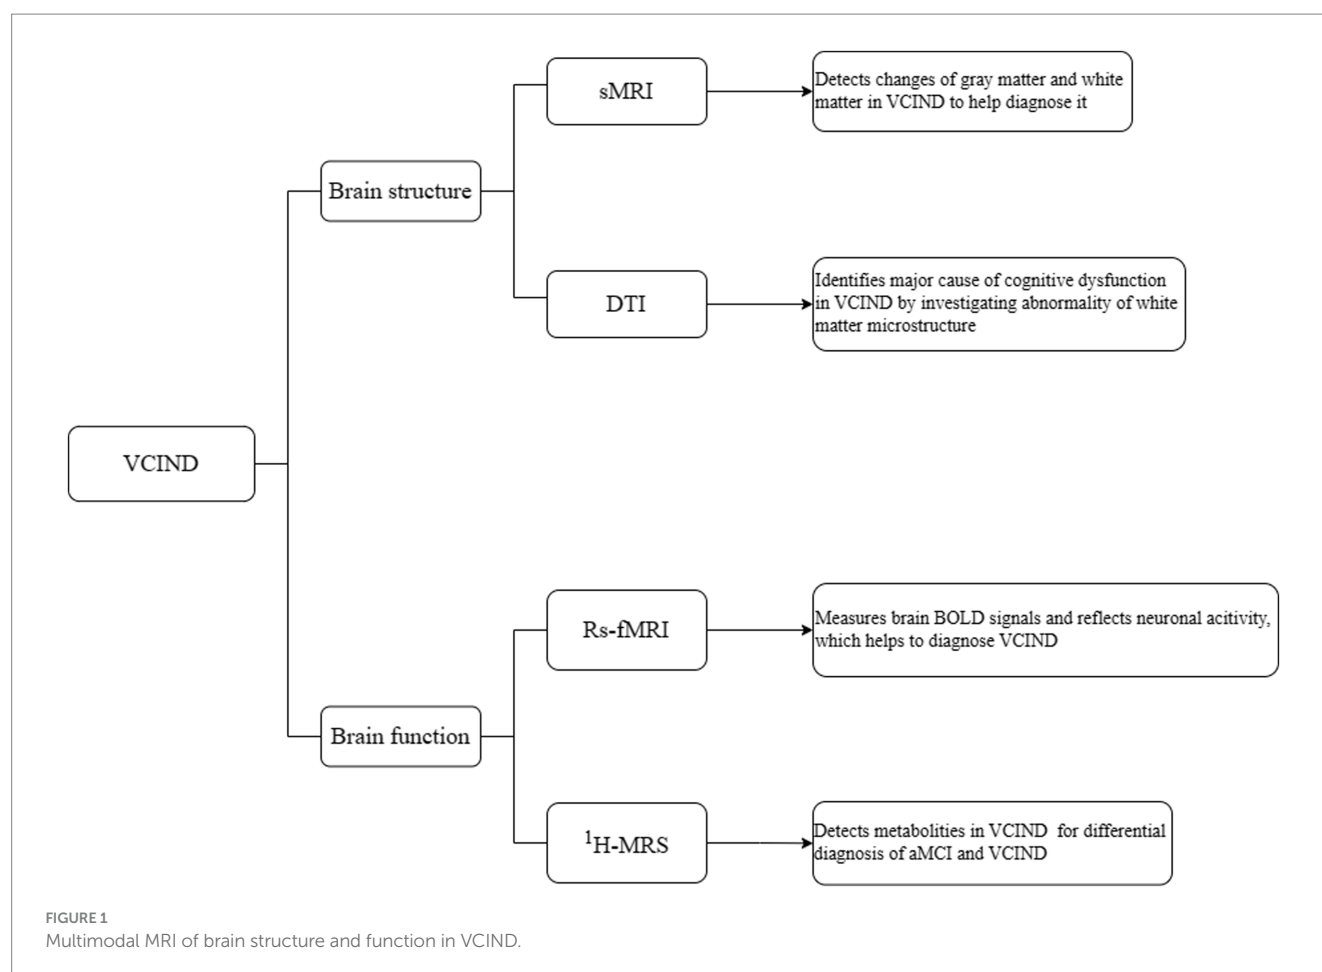 sMRI
Detects changes of gray matter and white
matter in VCIND to help diagnose it
Brain structure
DTI
Identifies major cause of cognitive dysfunction
in VCIND by investigating abnormality of white
matter microstructure
VCIND
Rs-fMRI
Measures brain BOLD signals and reflects neuronal acitivity,
which helps to diagnose VCIND
Brain function
¹H-MRS
Detects metabolities in VCIND for differential
diagnosis of aMCI and VCIND
FIGURE 1
Multimodal MRI of brain structure and function in VCIND.